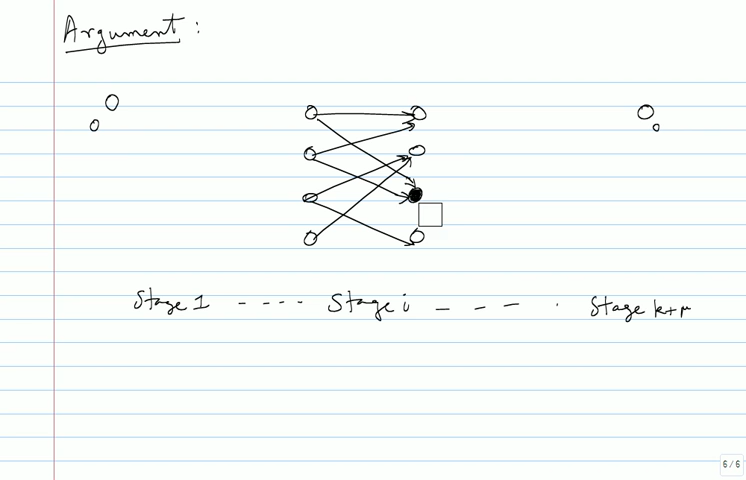 Argument :
Stage 1 - - - - Stage i - - - . Stage k+μ
6 / 6